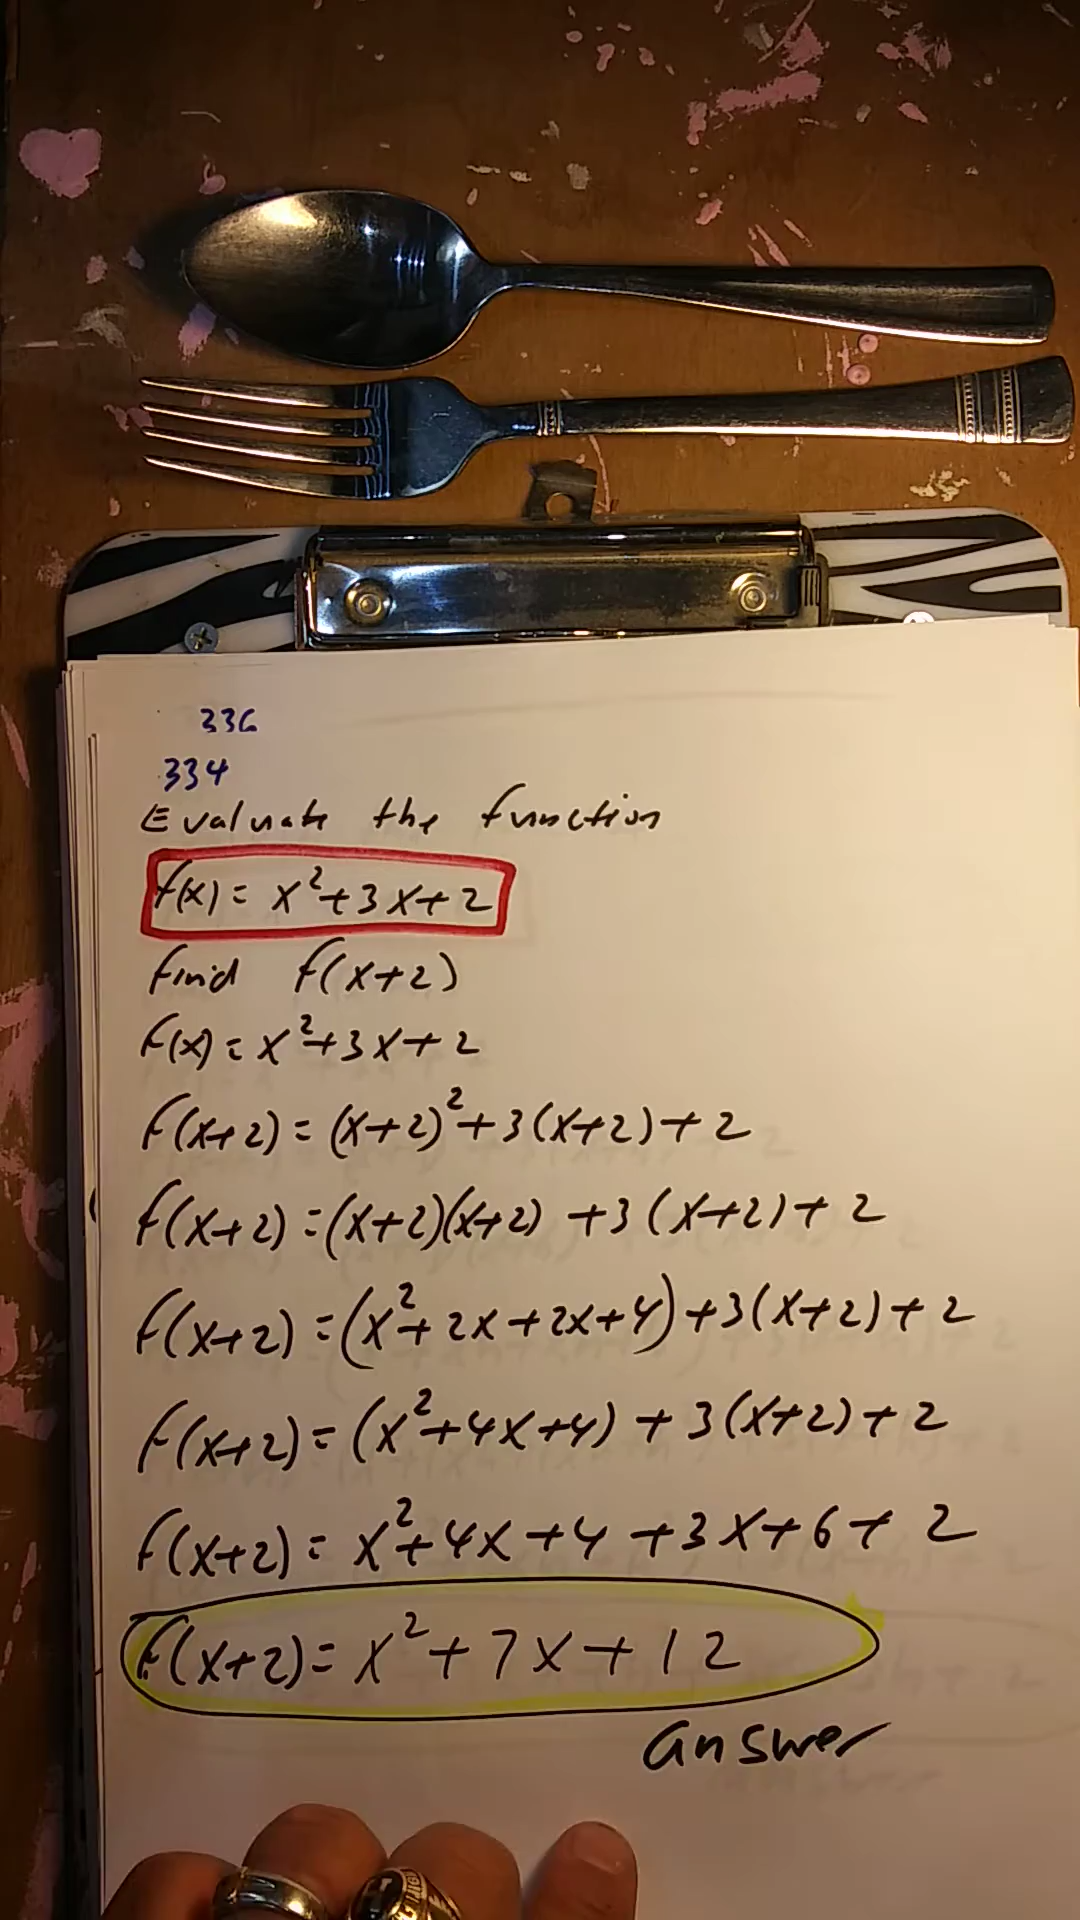 336
334
Evaluate the function
f(x) = x²+3x+2
find f(x+2)
f(x) = x²+3x+2
f(x+2) = (x+2)²+3(x+2)+2
f(x+2) = (x+2)(x+2) +3(x+2)+2
f(x+2) = (x²+2x+2x+4)+3(x+2)+2
f(x+2) = (x²+4x+4)+3(x+2)+2
f(x+2) = x²+4x+4+3x+6+2
f(x+2) = x²+7x+12
answer